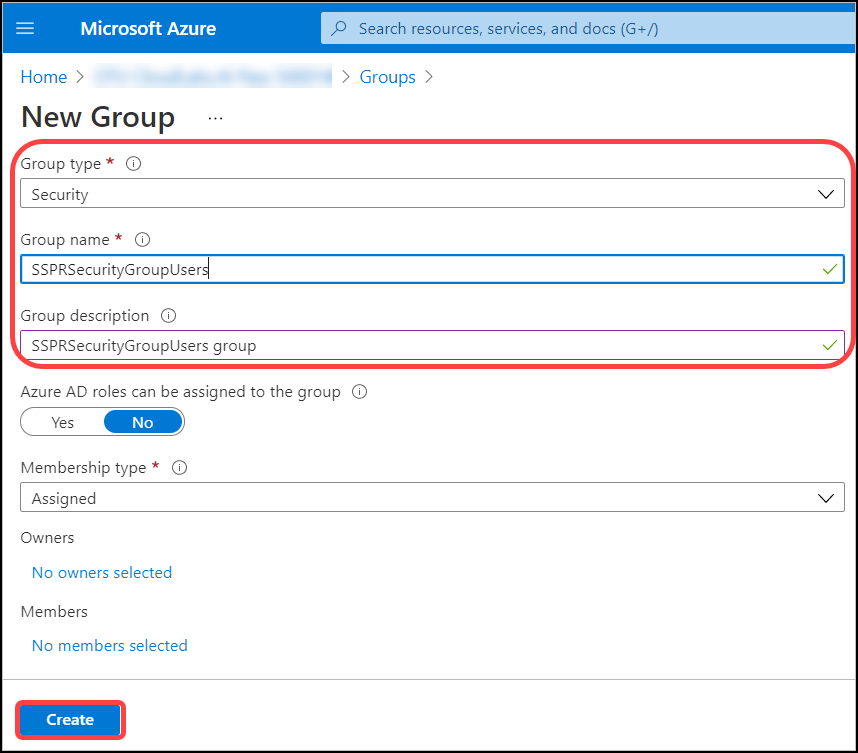 Microsoft Azure
Search resources, services, and docs (G+/)
Home > > Groups >
New Group ...
Group type *
Security
Group name *
SSPRSecurityGroupUsers
Group description
SSPRSecurityGroupUsers group
Azure AD roles can be assigned to the group
Yes No
Membership type *
Assigned
Owners
No owners selected
Members
No members selected
Create